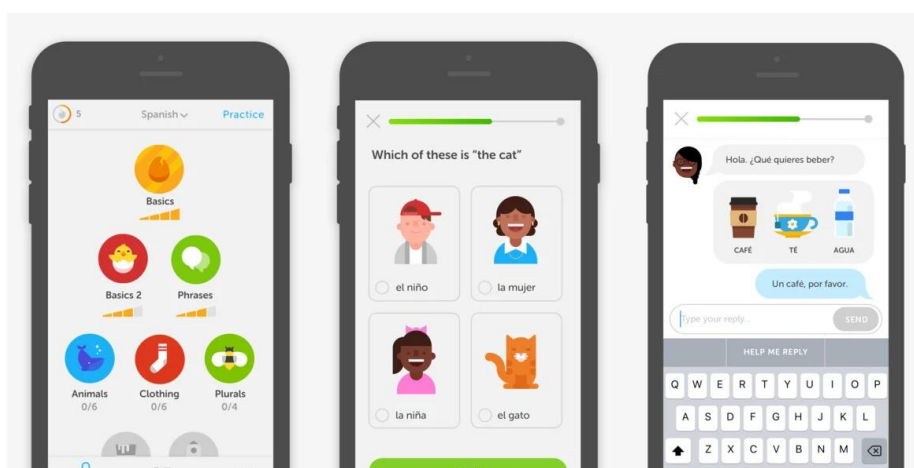 5 Spanish Practice
Basics
Basics 2 Phrases
Animals Clothing Plurals
0/6 0/6 0/4
Which of these is “the cat”
el niño la mujer
la niña el gato
Hola. ¿Qué quieres beber?
CAFÉ TÉ AGUA
Un café, por favor.
Type your reply... SEND
HELP ME REPLY
Q W E R T Y U I O P
A S D F G H J K L
Z X C V B N M